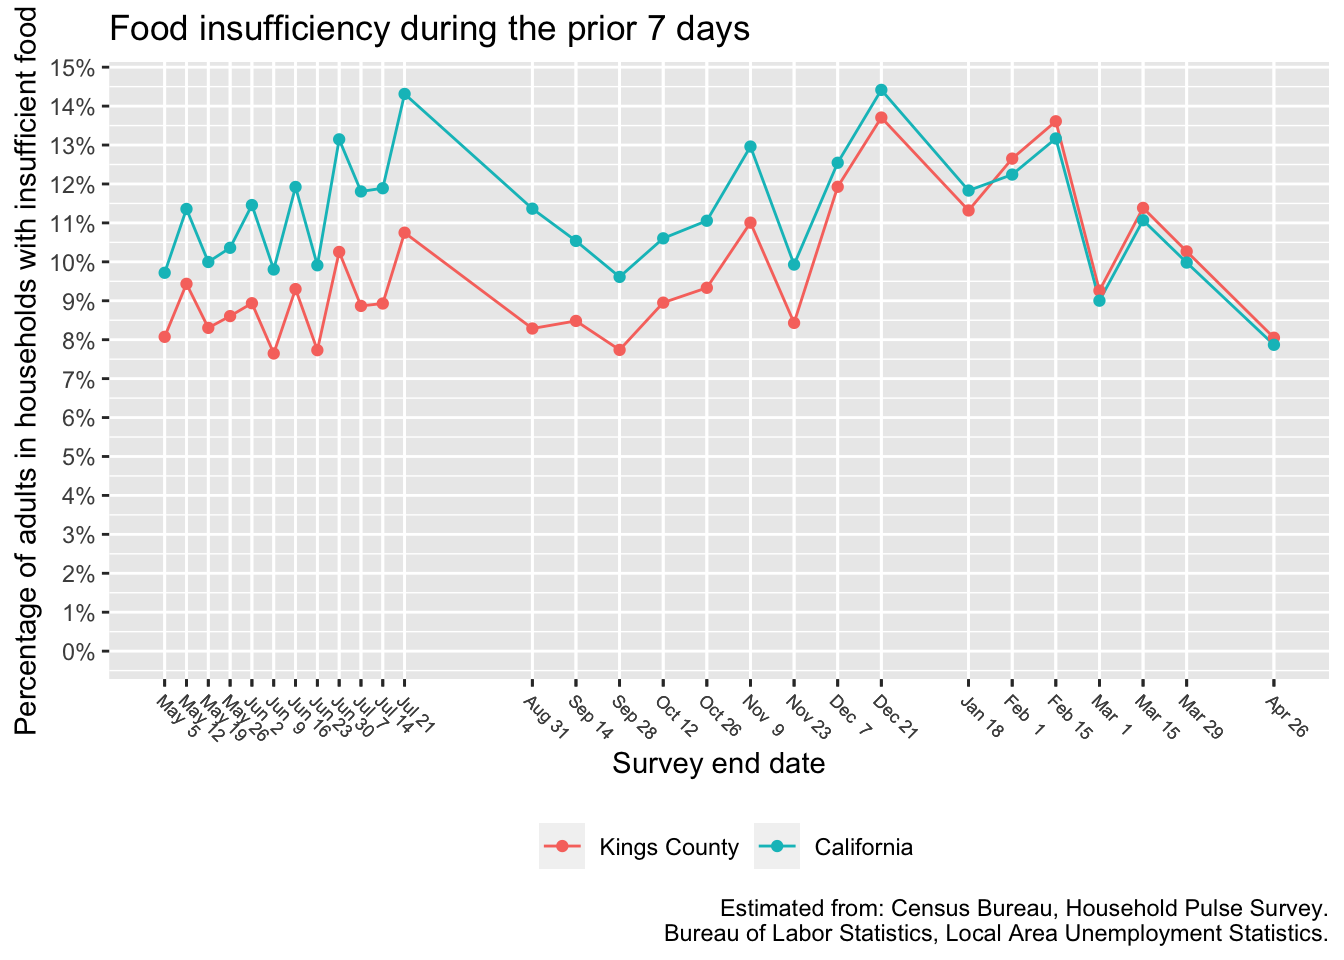 Food insufficiency during the prior 7 days
Percentage of adults in households with insufficient food
15%
14%
13%
12%
11%
10%
9%
8%
7%
6%
5%
4%
3%
2%
1%
0%
May 5
May 12
May 19
May 26
Jun 2
Jun 9
Jun 16
Jun 23
Jun 30
Jul 7
Jul 14
Jul 21
Aug 31
Sep 14
Sep 28
Oct 12
Oct 26
Nov 9
Nov 23
Dec 7
Dec 21
Jan 18
Feb 1
Feb 15
Mar 1
Mar 15
Mar 29
Apr 26
Survey end date
Kings County
California
Estimated from: Census Bureau, Household Pulse Survey.
Bureau of Labor Statistics, Local Area Unemployment Statistics.